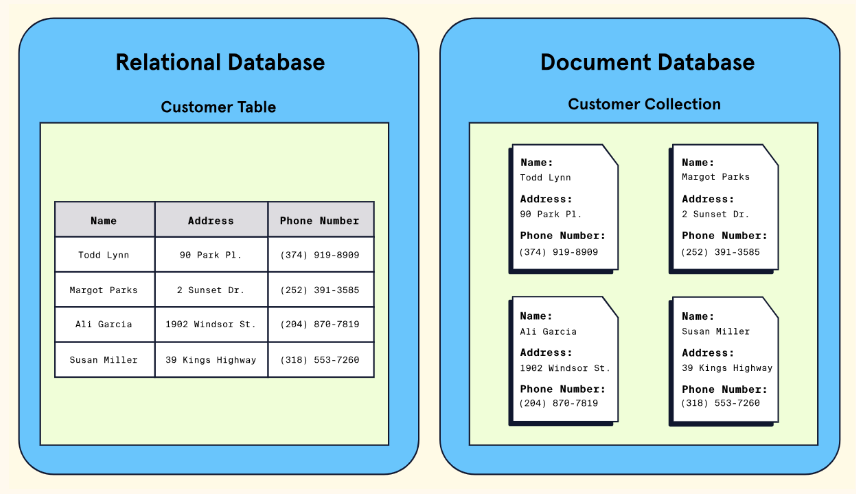 Relational Database
Customer Table
Name Address Phone Number
Todd Lynn 90 Park Pl. (374) 919-8909
Margot Parks 2 Sunset Dr. (252) 391-3585
Ali Garcia 1902 Windsor St. (204) 870-7819
Susan Miller 39 Kings Highway (318) 553-7260
Document Database
Customer Collection
Name:
Todd Lynn
Address:
90 Park Pl.
Phone Number:
(374) 919-8909
Name:
Margot Parks
Address:
2 Sunset Dr.
Phone Number:
(252) 391-3585
Name:
Ali Garcia
Address:
1902 Windsor St.
Phone Number:
(204) 870-7819
Name:
Susan Miller
Address:
39 Kings Highway
Phone Number:
(318) 553-7260